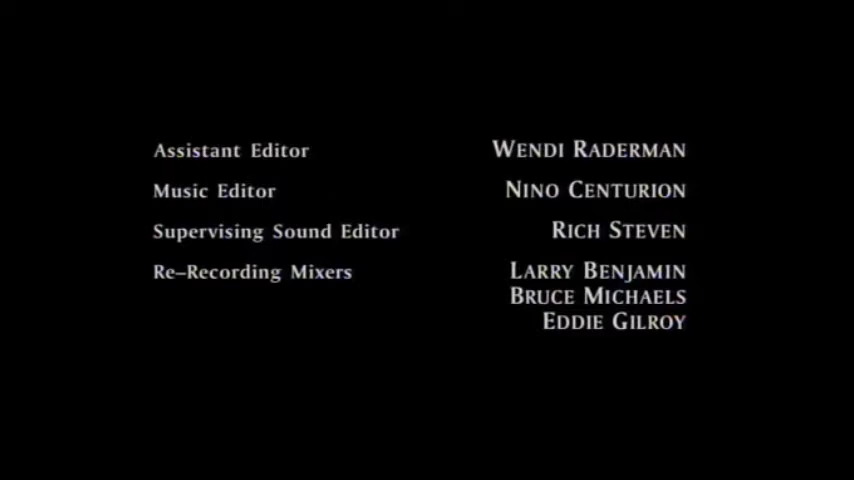 Assistant Editor WENDI RADERMAN
Music Editor NINO CENTURION
Supervising Sound Editor RICH STEVEN
Re–Recording Mixers LARRY BENJAMIN
BRUCE MICHAELS
EDDIE GILROY